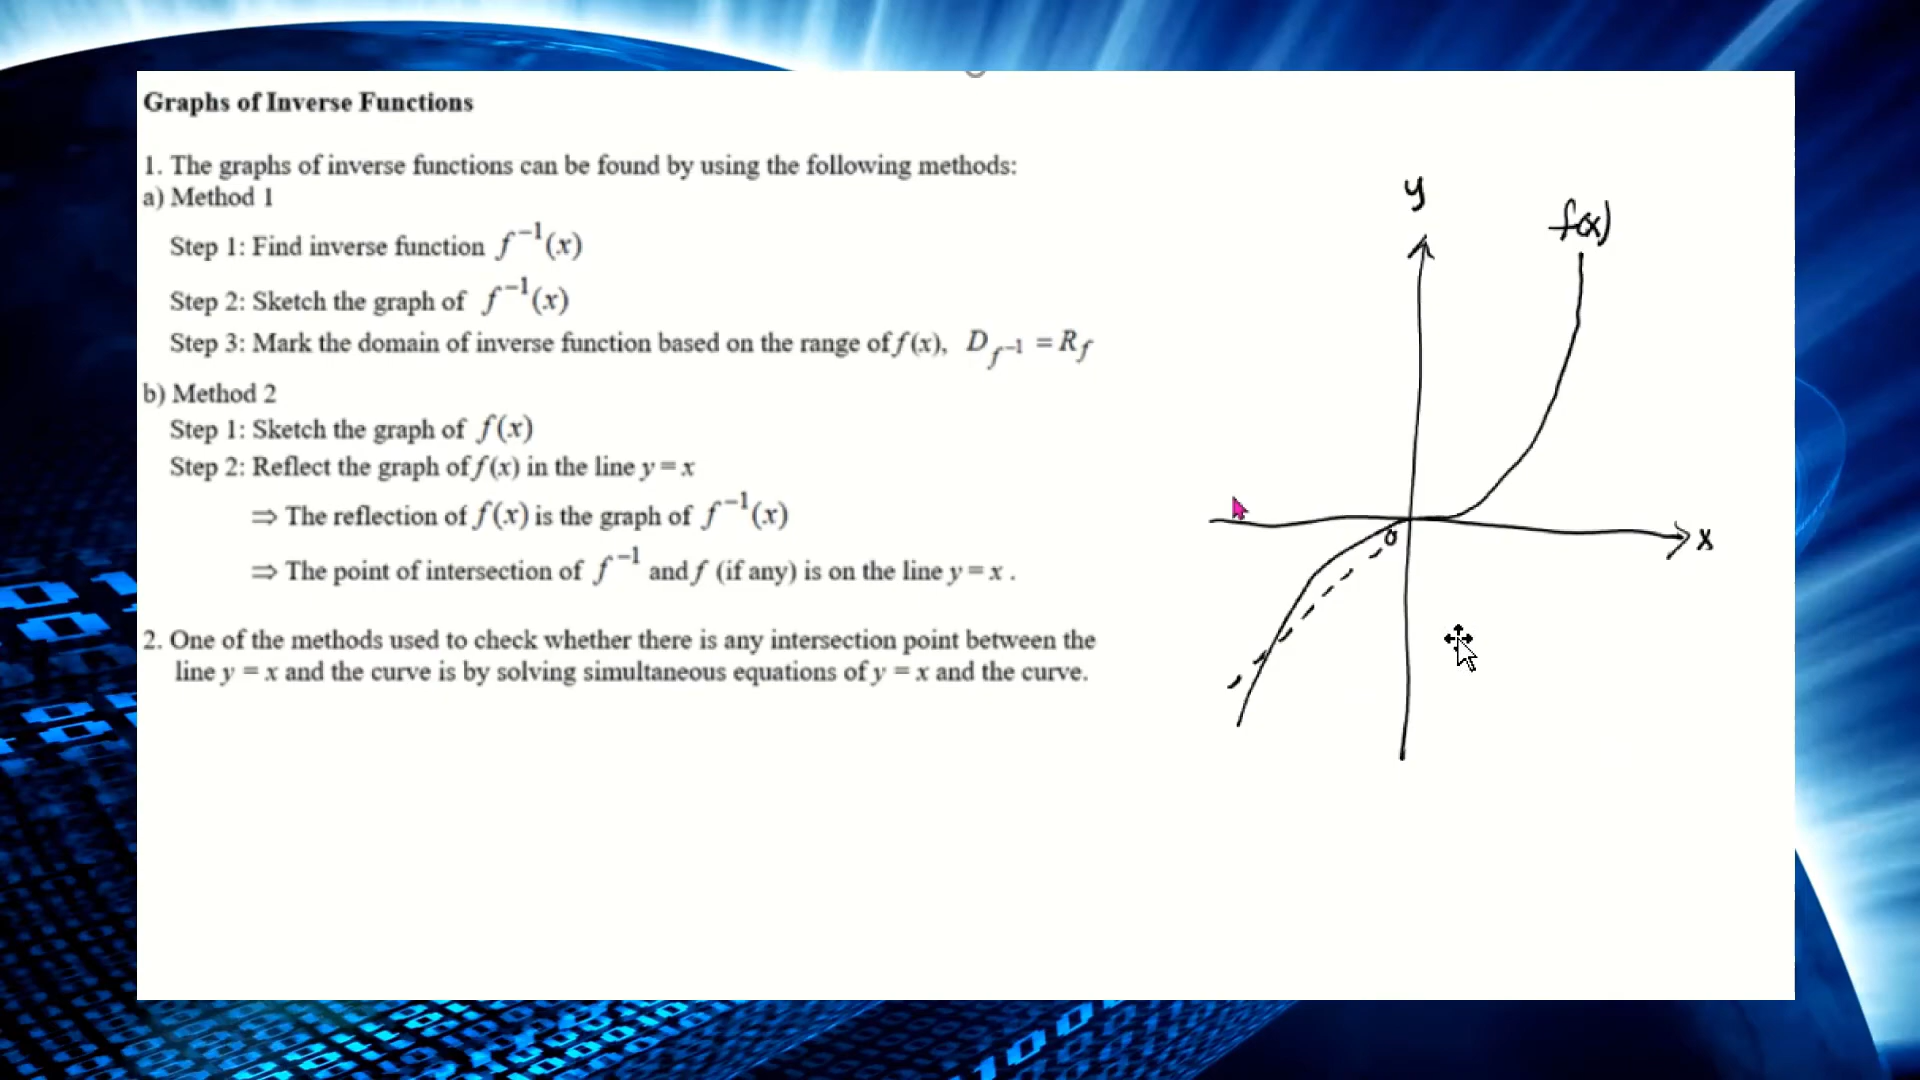 Graphs of Inverse Functions
1. The graphs of inverse functions can be found by using the following methods:
a) Method 1
Step 1: Find inverse function f⁻¹(x)
Step 2: Sketch the graph of f⁻¹(x)
Step 3: Mark the domain of inverse function based on the range of f(x), D_f⁻¹ = R_f
b) Method 2
Step 1: Sketch the graph of f(x)
Step 2: Reflect the graph of f(x) in the line y = x
⇒ The reflection of f(x) is the graph of f⁻¹(x)
⇒ The point of intersection of f⁻¹ and f (if any) is on the line y = x .
2. One of the methods used to check whether there is any intersection point between the
line y = x and the curve is by solving simultaneous equations of y = x and the curve.
y
f(x)
0
x